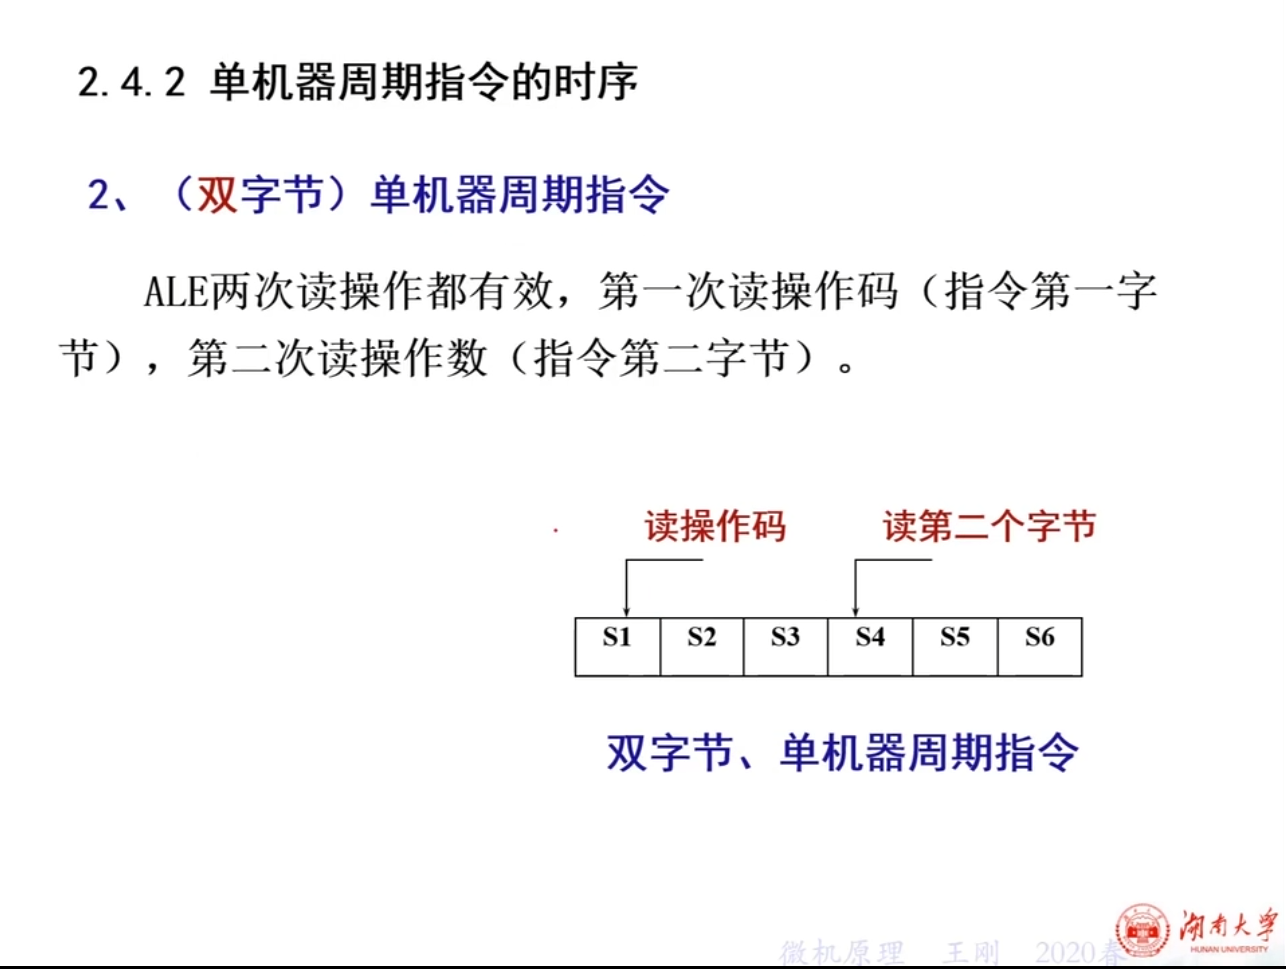 2.4.2 单机器周期指令的时序
2、（双字节）单机器周期指令
ALE两次读操作都有效，第一次读操作码（指令第一字
节），第二次读操作数（指令第二字节）。
读操作码 读第二个字节
S1 S2 S3 S4 S5 S6
双字节、单机器周期指令
湖南大学
HUNAN UNIVERSITY
微机原理 王刚 2020春